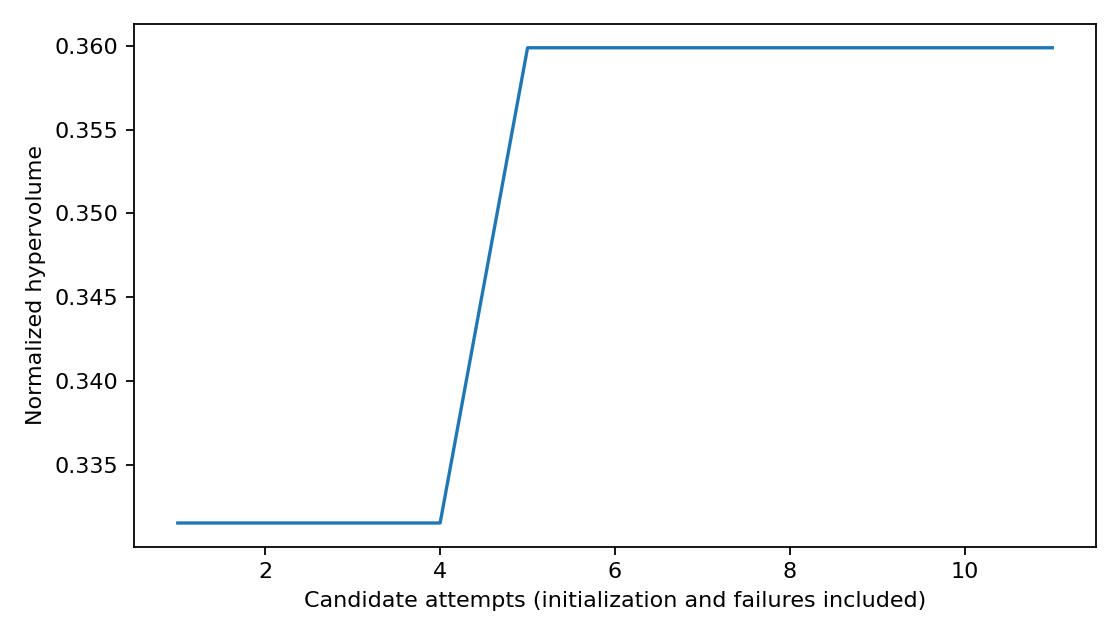 Normalized hypervolume
0.360
0.355
0.350
0.345
0.340
0.335
2 4 6 8 10
Candidate attempts (initialization and failures included)